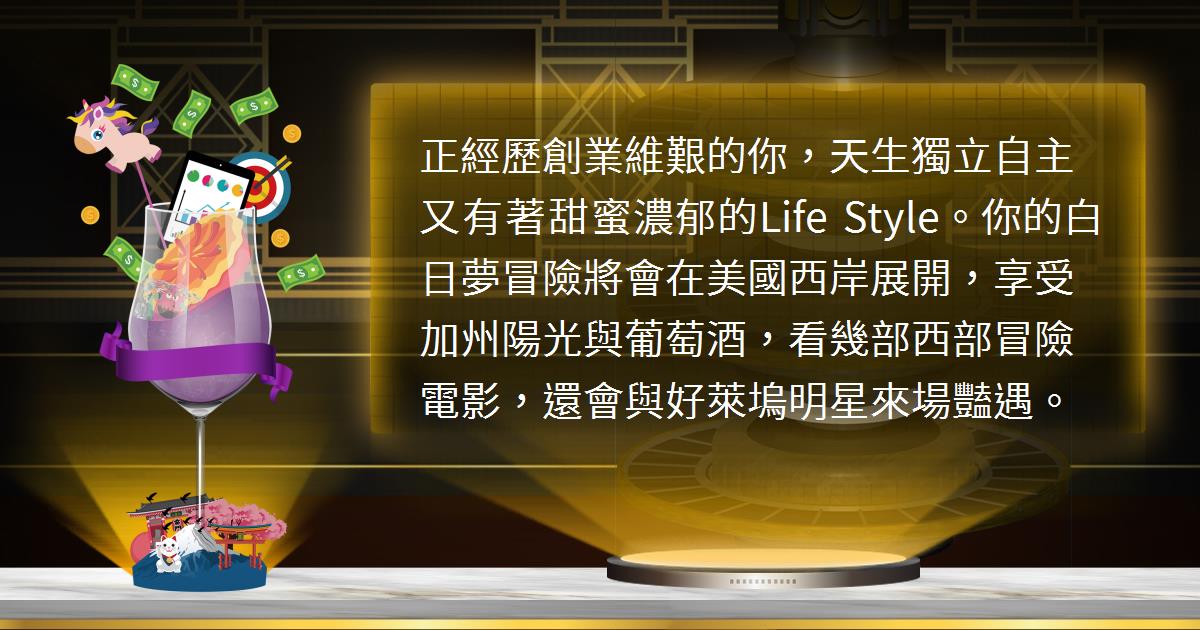 正經歷創業維艱的你，天生獨立自主
又有著甜蜜濃郁的Life Style。你的白
日夢冒險將會在美國西岸展開，享受
加州陽光與葡萄酒，看幾部西部冒險
電影，還會與好萊塢明星來場豔遇。